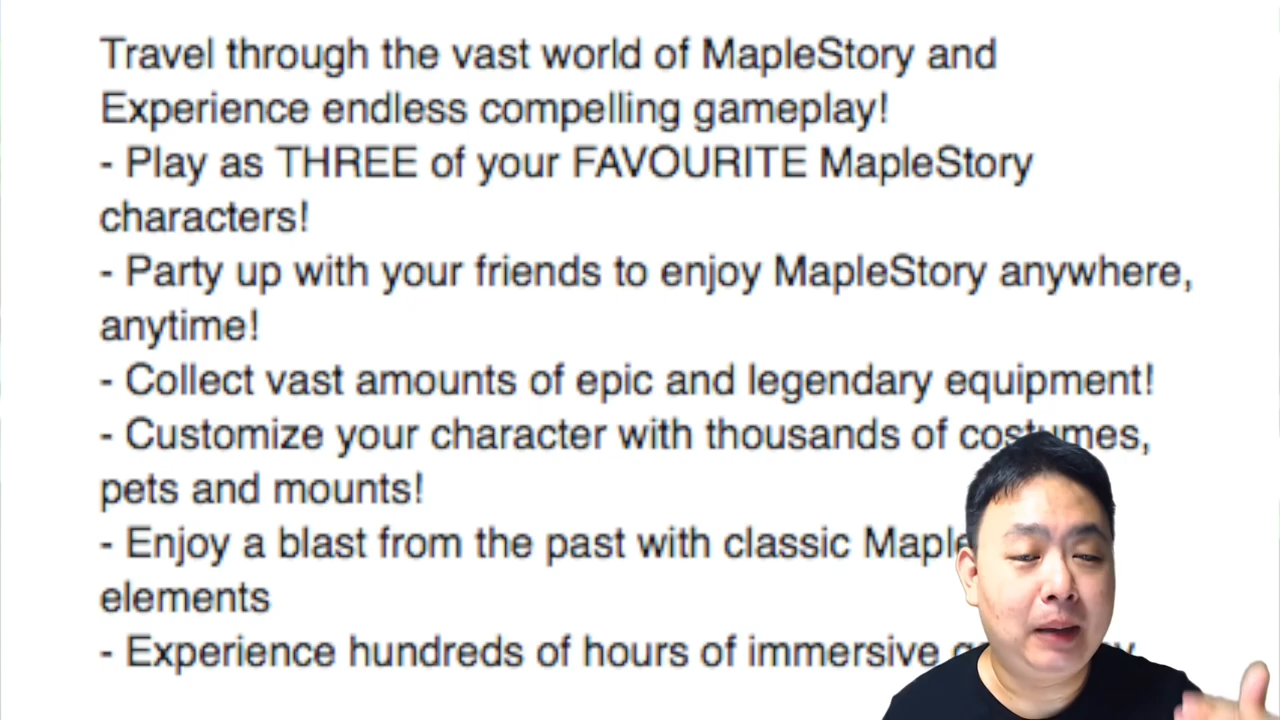 Travel through the vast world of MapleStory and
Experience endless compelling gameplay!
- Play as THREE of your FAVOURITE MapleStory
characters!
- Party up with your friends to enjoy MapleStory anywhere,
anytime!
- Collect vast amounts of epic and legendary equipment!
- Customize your character with thousands of costumes,
pets and mounts!
- Enjoy a blast from the past with classic Maple
elements
- Experience hundreds of hours of immersive